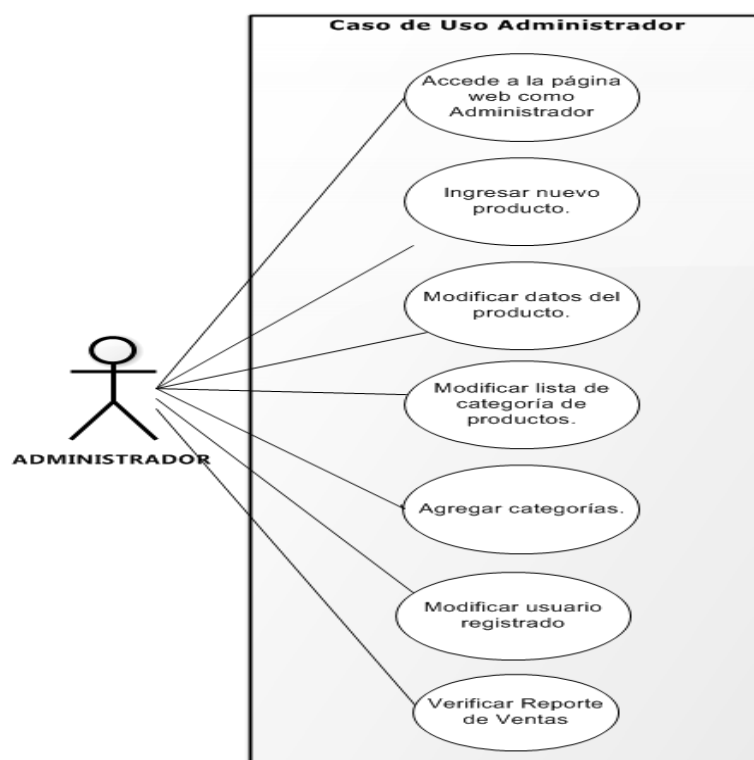 Caso de Uso Administrador
Accede a la página
web como
Administrador
Ingresar nuevo
producto.
Modificar datos del
producto.
Modificar lista de
categoría de
productos.
ADMINISTRADOR
Agregar categorías.
Modificar usuario
registrado
Verificar Reporte
de Ventas